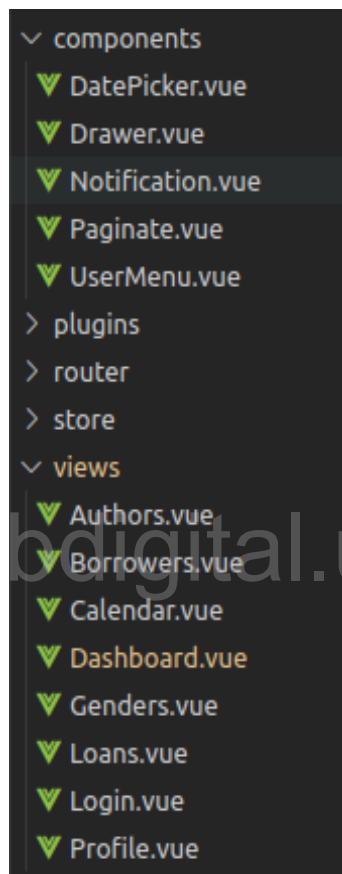 components
DatePicker.vue
Drawer.vue
Notification.vue
Paginate.vue
UserMenu.vue
plugins
router
store
views
Authors.vue
bdigital.u
Borrowers.vue
Calendar.vue
Dashboard.vue
Genders.vue
Loans.vue
Login.vue
Profile.vue